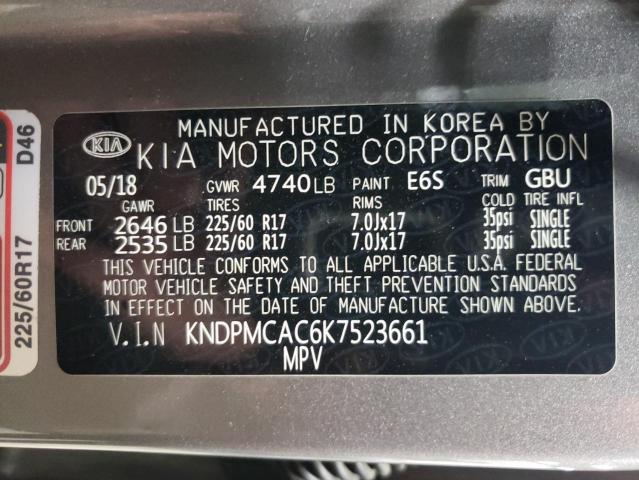 MANUFACTURED IN KOREA BY
KIA KIA MOTORS CORPORATION
05/18 GVWR 4740 LB PAINT E6S TRIM GBU
GAWR TIRES RIMS COLD TIRE INFL
FRONT 2646 LB 225/60 R17 7.0Jx17 35psi SINGLE
REAR 2535 LB 225/60 R17 7.0Jx17 35psi SINGLE
THIS VEHICLE CONFORMS TO ALL APPLICABLE U.S.A. FEDERAL
MOTOR VEHICLE SAFETY AND THEFT PREVENTION STANDARDS
IN EFFECT ON THE DATE OF MANUFACTURE SHOWN ABOVE.
V.I.N KNDPMCAC6K7523661
MPV
D46
225/60R17